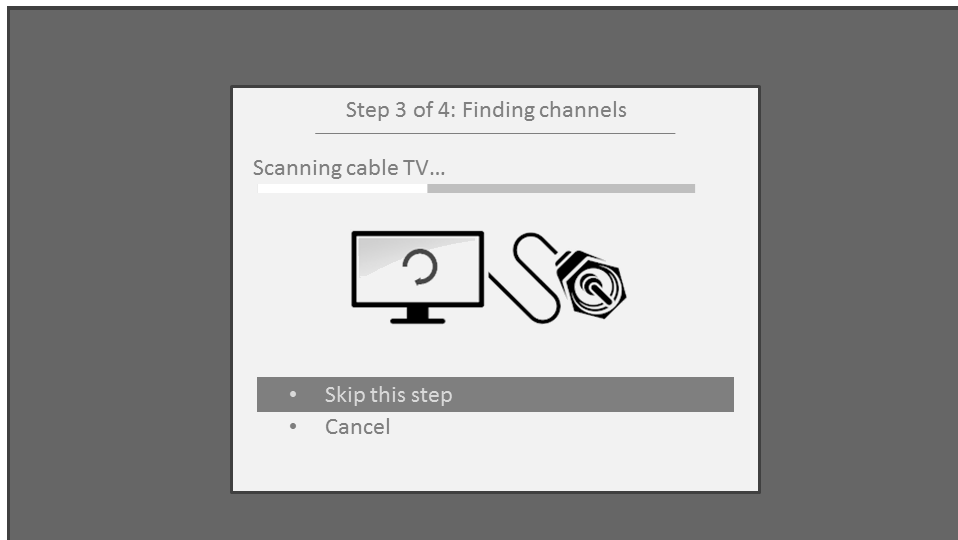 Step 3 of 4: Finding channels
Scanning cable TV…
• Skip this step
• Cancel